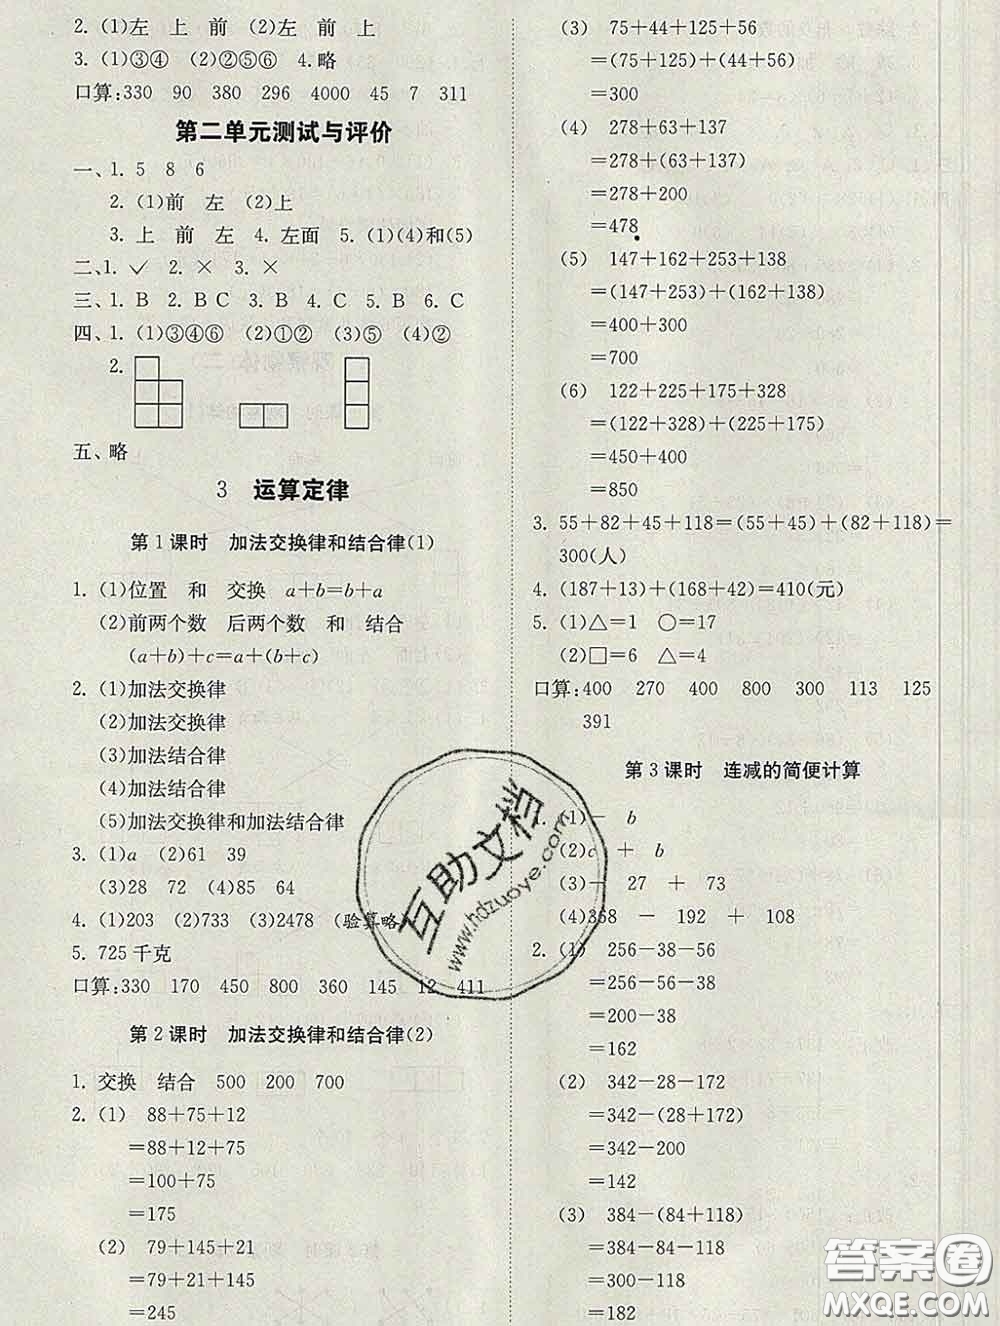 2. (1)左 上 前 (2)左 前 上
3. (1)③④ (2)②⑤⑥ 4.略
口算:330 90 380 296 4000 45 7 311
第二单元测试与评价
一、1. 5 8 6
2. (1)前 左 (2)上
3. 上 前 左 4. 左面 5. (1)(4)和(5)
二、1. ✓ 2. × 3. ×
三、1. B 2. B C 3. B 4. C 5. B 6. C
四、1. (1)③④⑥ (2)①② (3)⑤ (4)②
2.
五、略
3 运算定律
第1课时 加法交换律和结合律(1)
1. (1)位置 和 交换 a+b=b+a
(2)前两个数 后两个数 和 结合
(a+b)+c=a+(b+c)
2. (1)加法交换律
(2)加法交换律
(3)加法结合律
(4)加法结合律
(5)加法交换律和加法结合律
3. (1)a (2)61 39
(3)28 72 (4)85 64
4. (1)203 (2)733 (3)2478 (验算略
5. 725千克
口算:330 170 450 800 360 145 12 411
第2课时 加法交换律和结合律(2)
1. 交换 结合 500 200 700
2. (1) 88+75+12
=88+12+75
=100+75
=175
(2) 79+145+21
=79+21+145
=245
(3) 75+44+125+56
=(75+125)+(44+56)
=300
(4) 278+63+137
=278+(63+137)
=278+200
=478
(5) 147+162+253+138
=(147+253)+(162+138)
=400+300
=700
(6) 122+225+175+328
=(122+328)+(225+175)
=450+400
=850
3. 55+82+45+118=(55+45)+(82+118)=
300(人)
4. (187+13)+(168+42)=410(元)
5. (1)△=1 ○=17
(2)□=6 △=4
口算:400 270 400 800 300 113 125
391
第3课时 连减的简便计算
1. (1)- b
(2)c + b
(3)- 27 + 73
(4)368 - 192 + 108
2. (1) 256-38-56
=256-56-38
=200-38
=162
(2) 342-28-172
=342-(28+172)
=342-200
=142
(3) 384-(84+118)
=384-84-118
=300-118
=182
互助文档
www.hdzuoye.com
答案圈
MXQE.COM